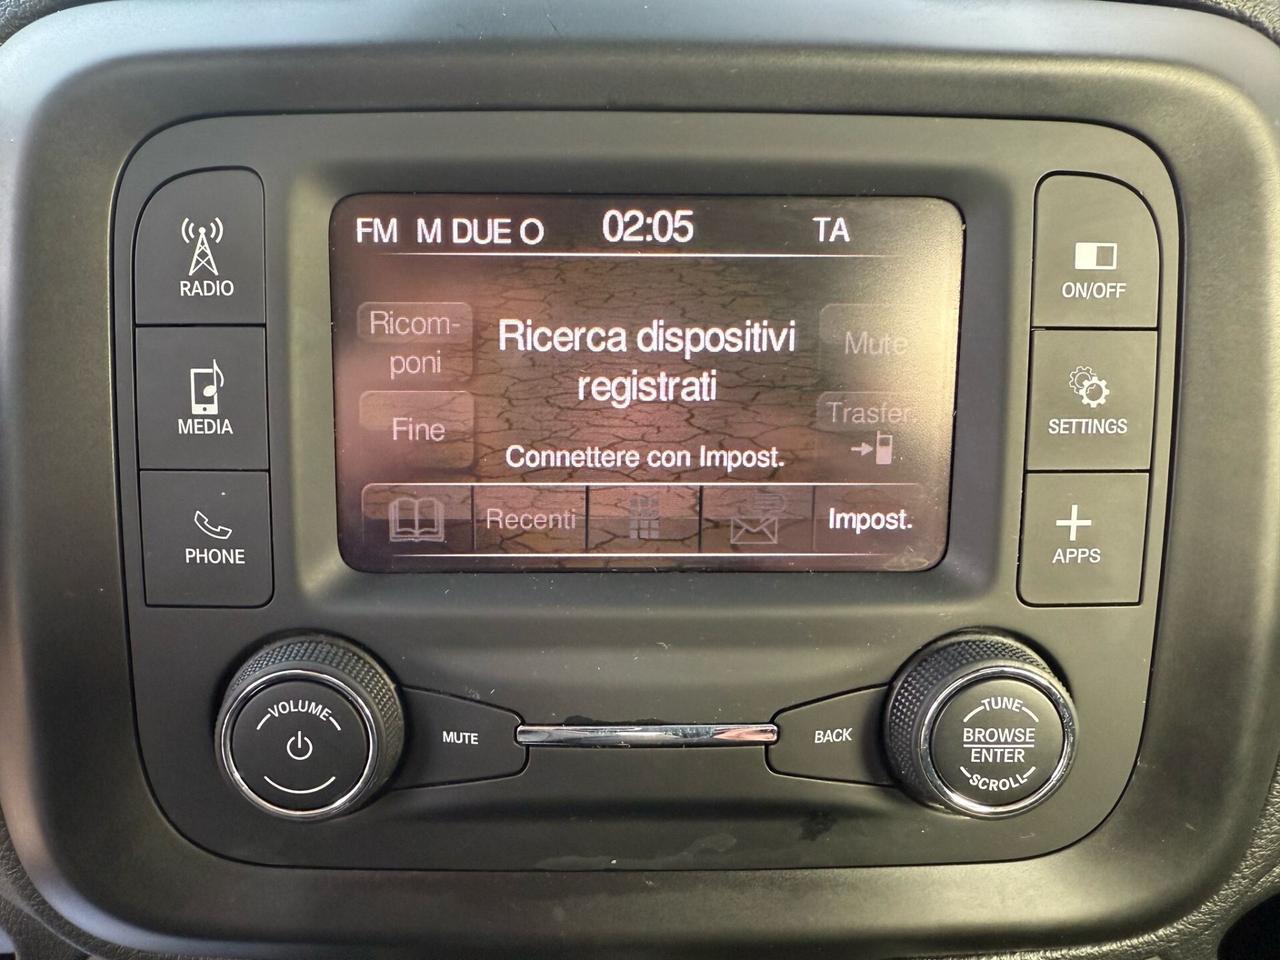 FM M DUE O 02:05 TA
Ricom-
poni
Fine
Ricerca dispositivi
registrati
Connettere con Impost.
Mute
Trasfer.
Recenti
Impost.
RADIO
MEDIA
PHONE
ON/OFF
SETTINGS
APPS
VOLUME
MUTE
BACK
TUNE
BROWSE
ENTER
SCROLL